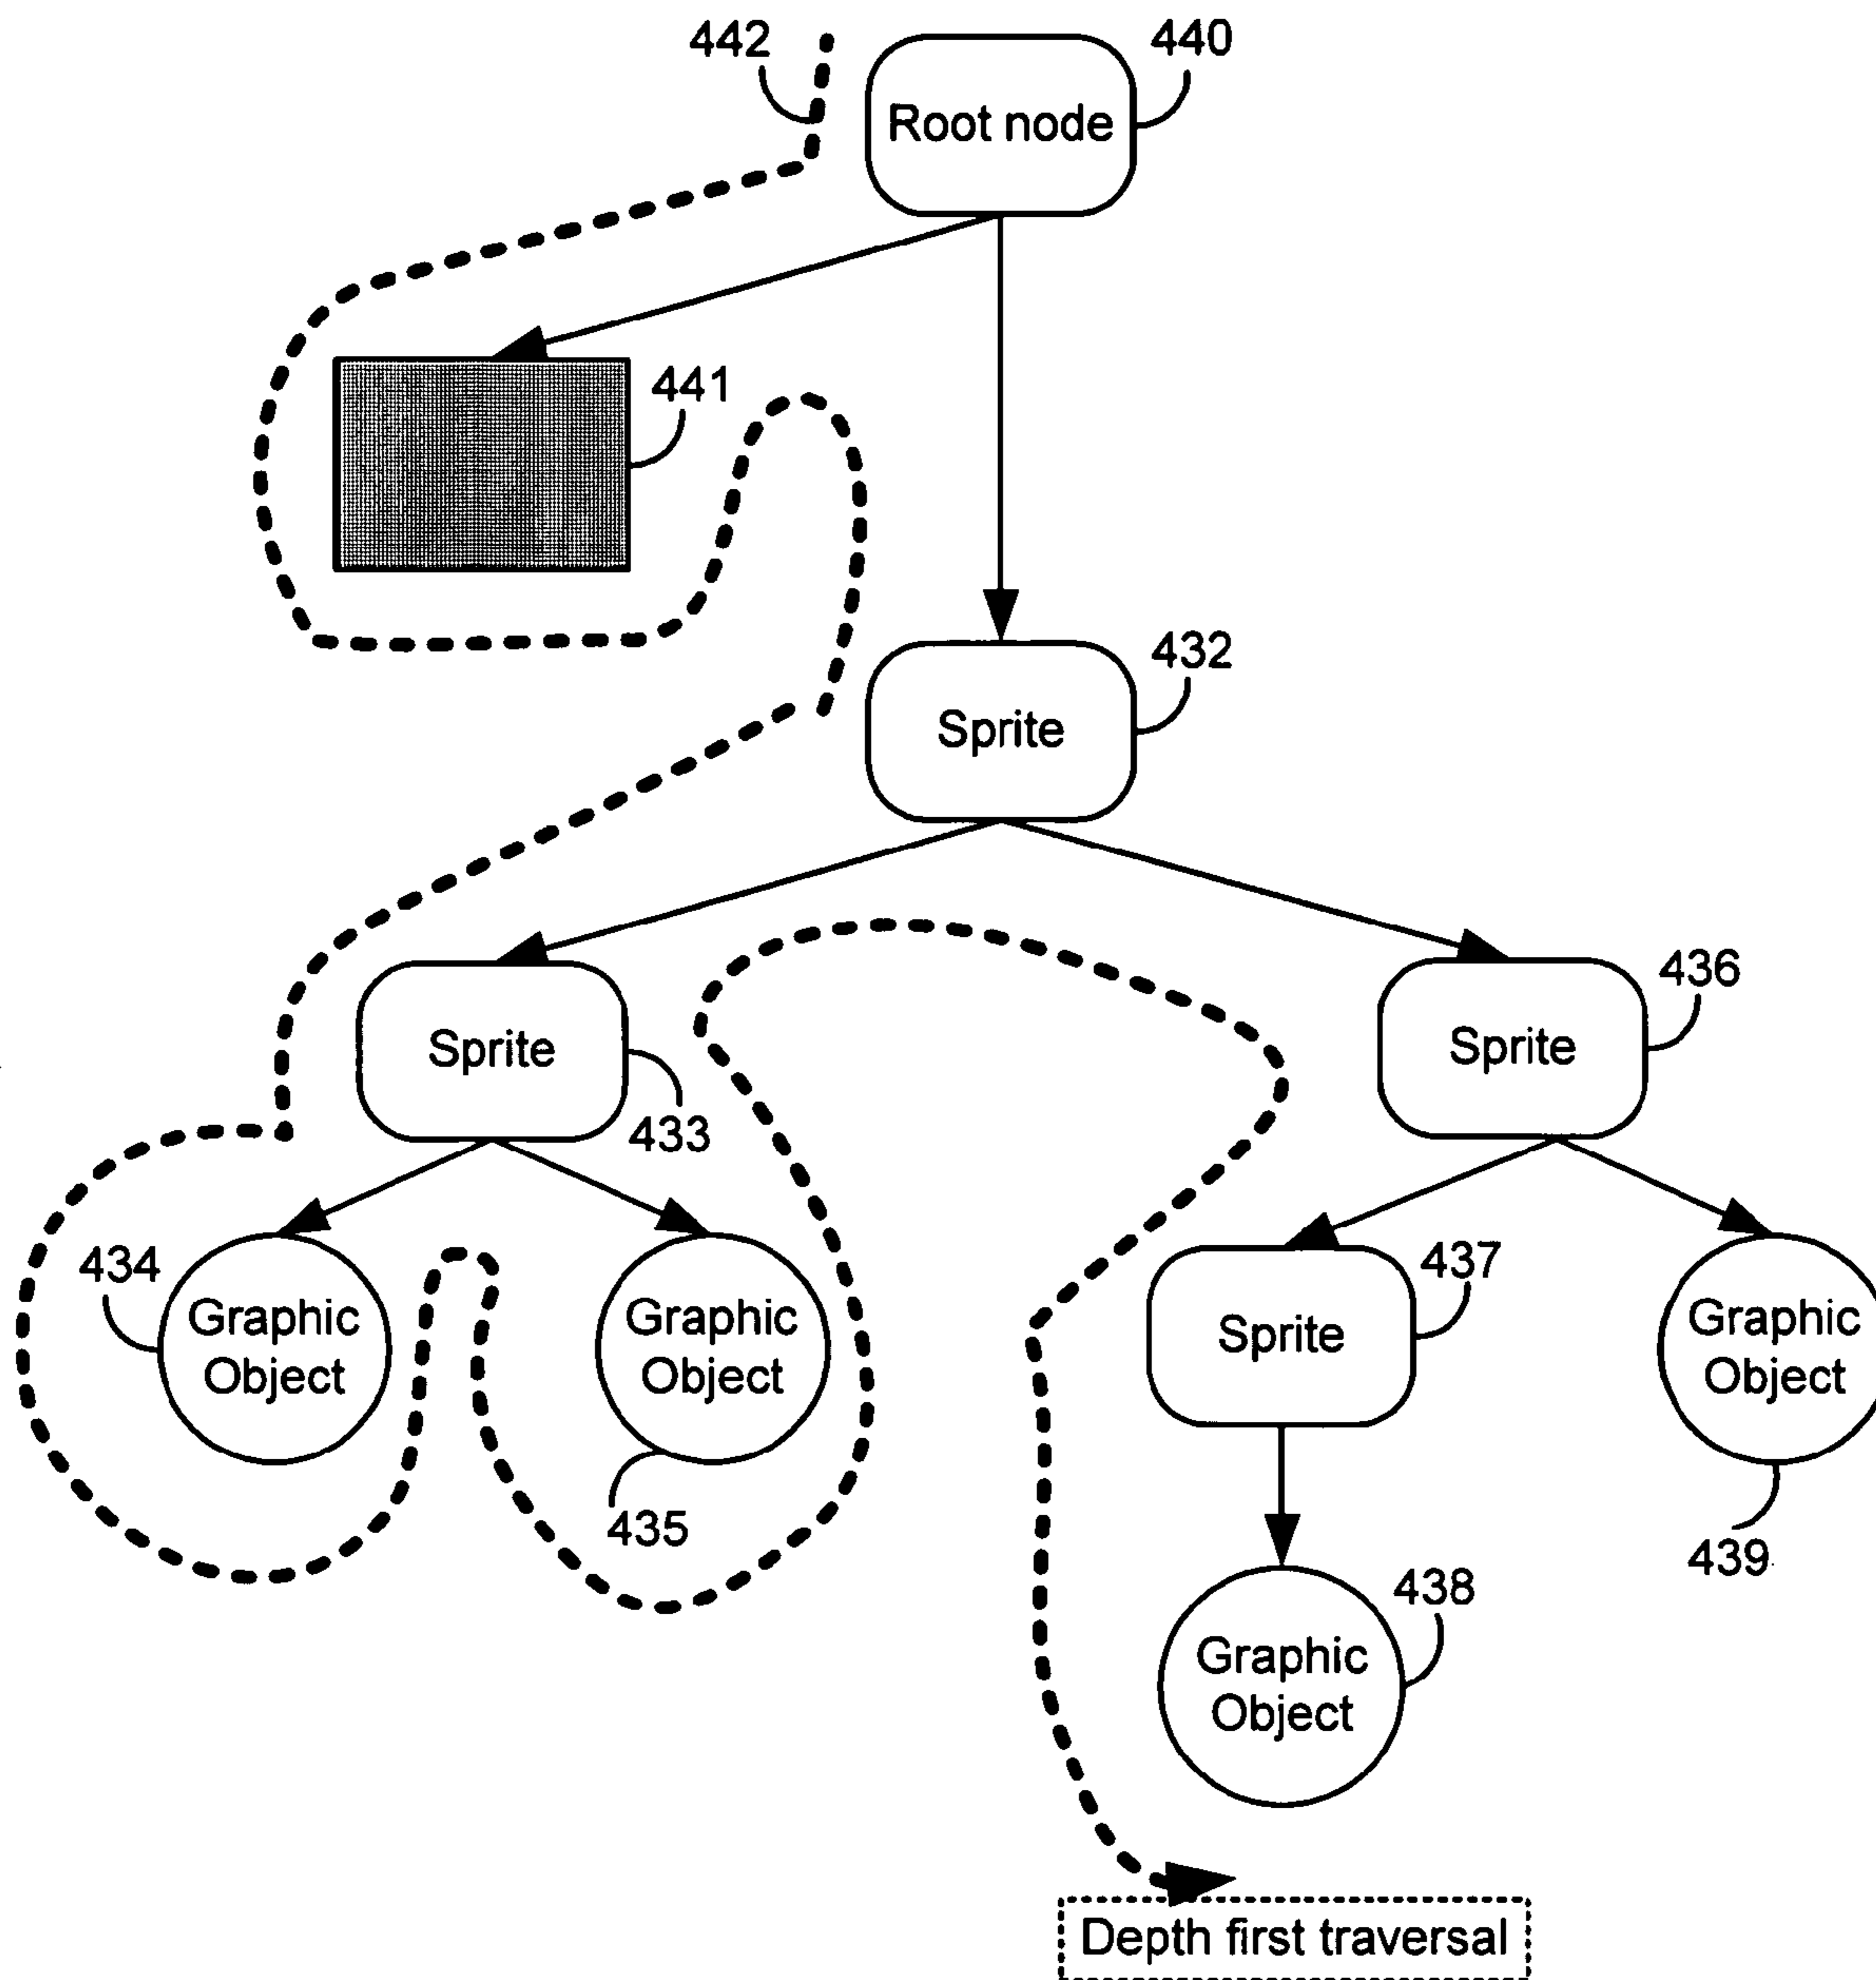 442
440
Root node
441
432
Sprite
436
Sprite
Sprite
433
434
437
Graphic
Object
Graphic
Object
Sprite
Graphic
Object
435
439
438
Graphic
Object
Depth first traversal